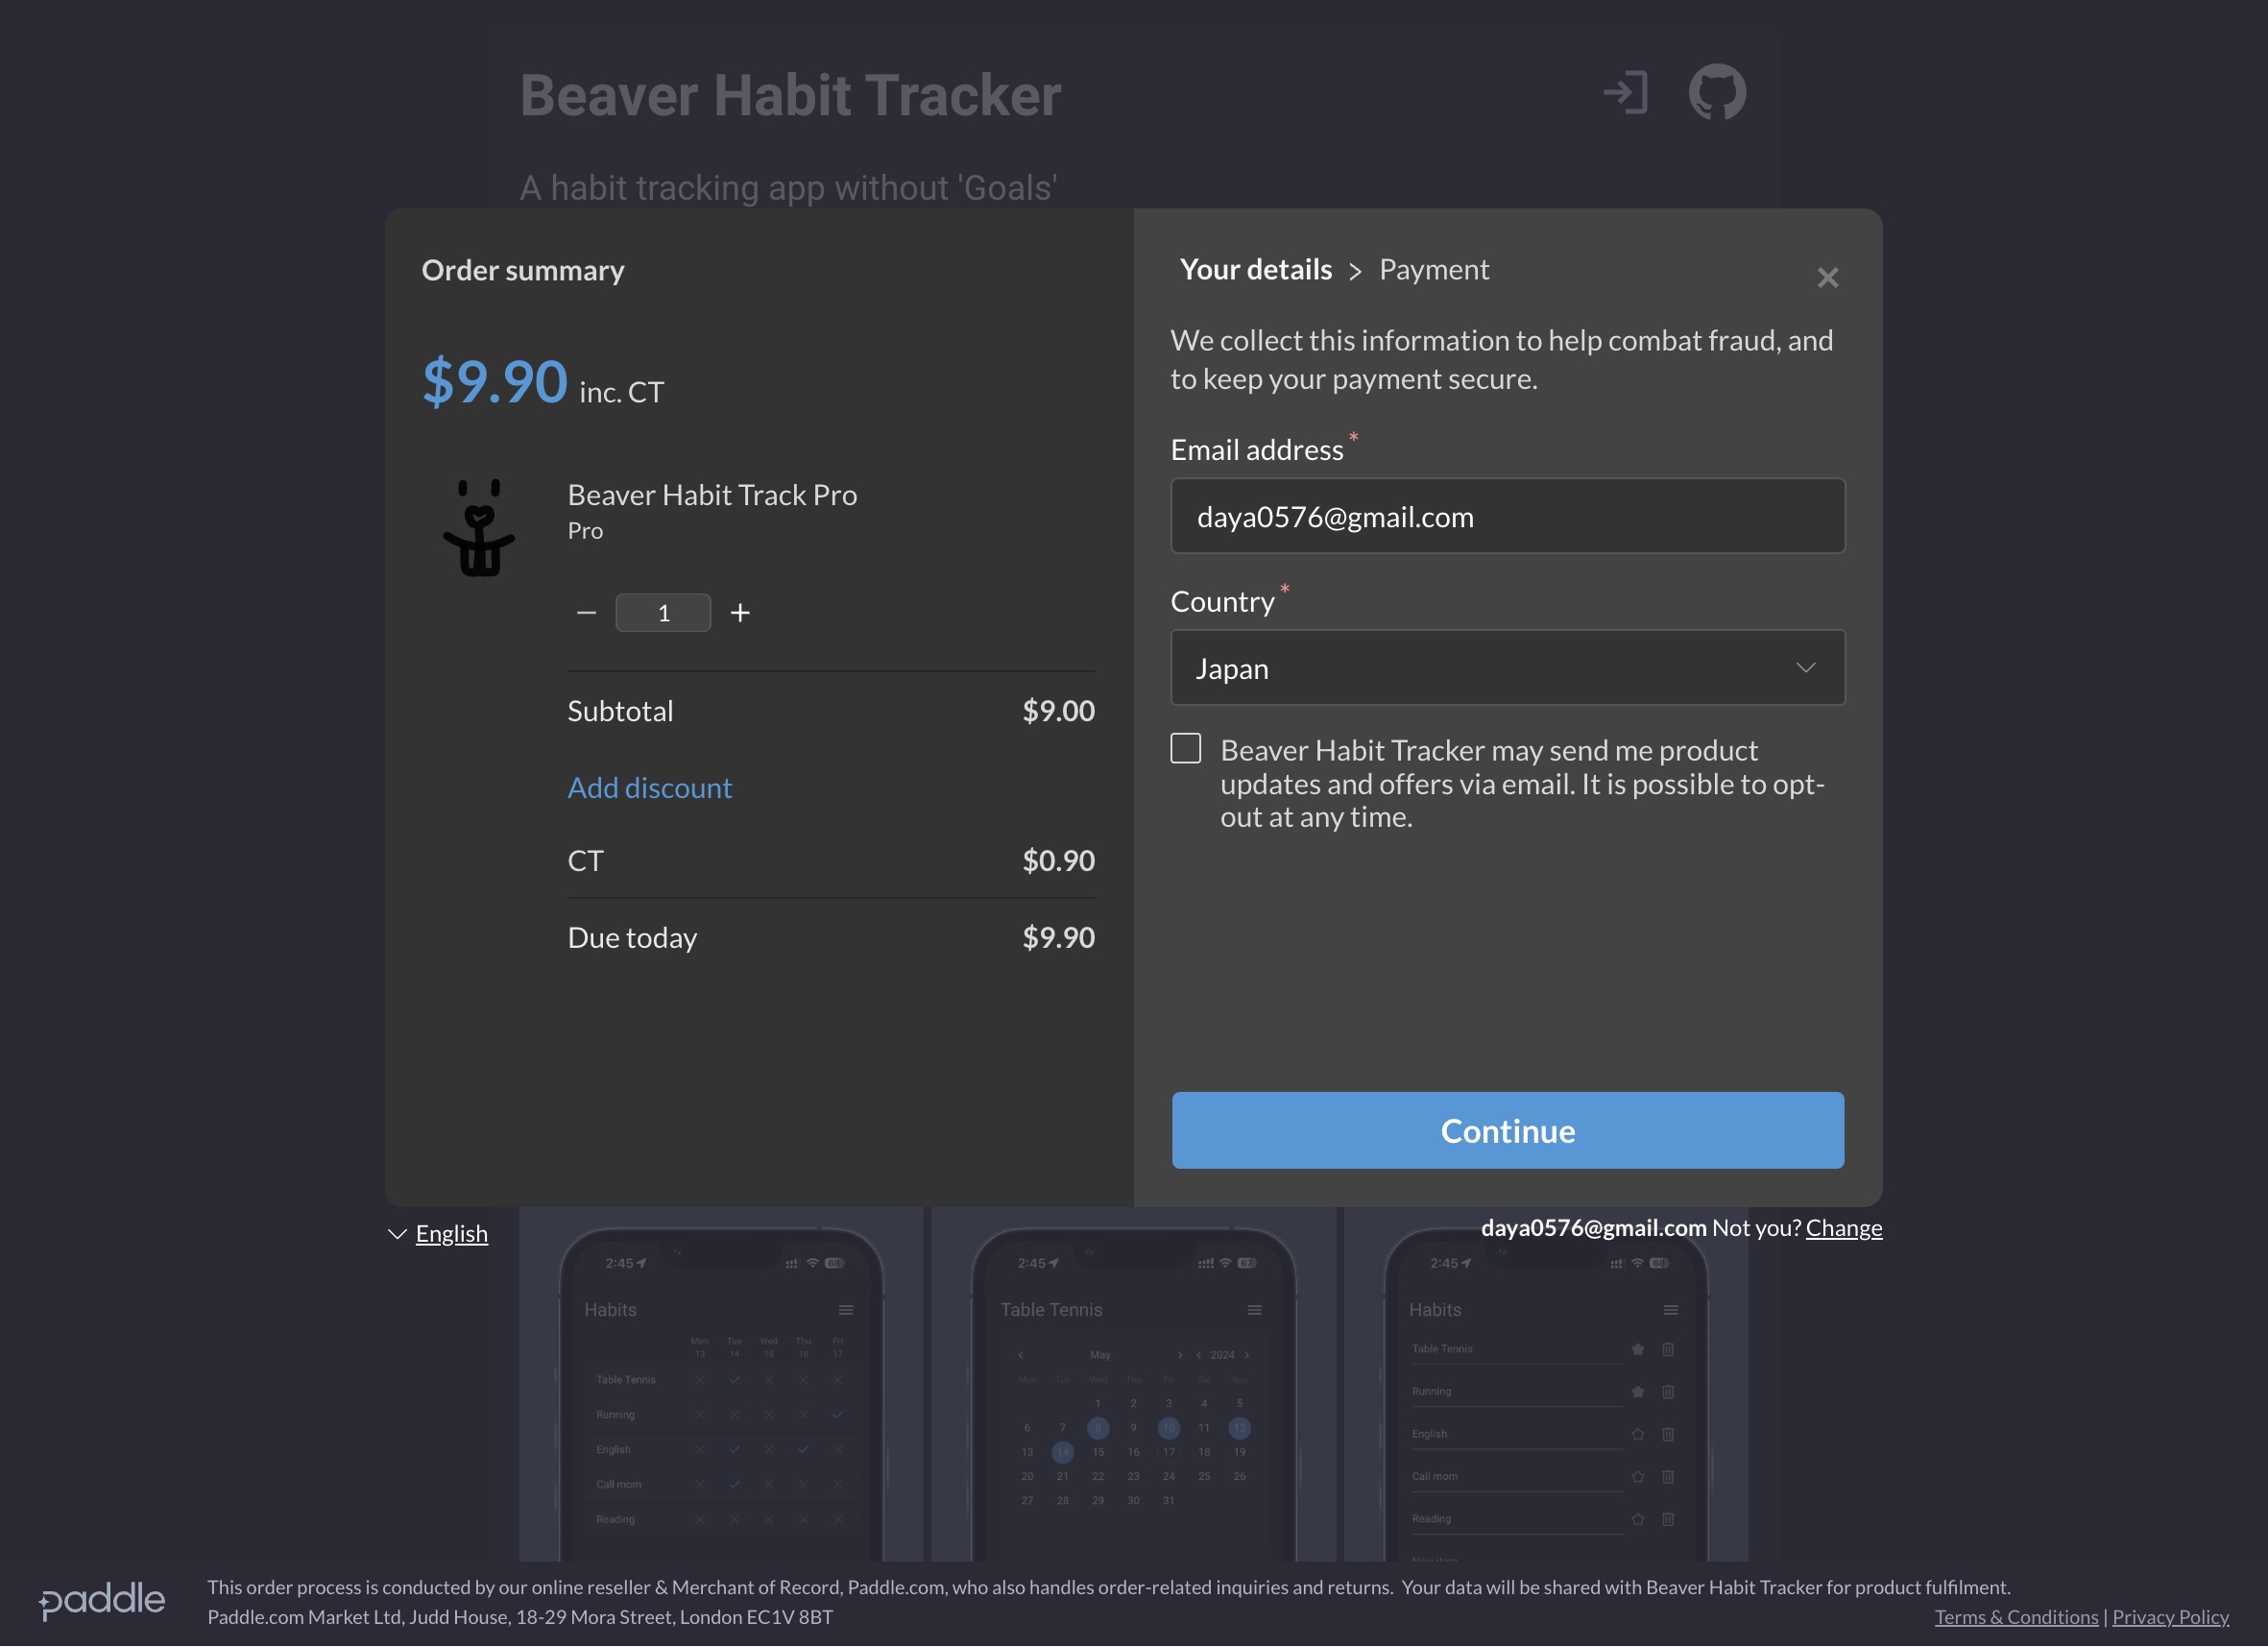 Beaver Habit Tracker
A habit tracking app without 'Goals'
Order summary
$9.90 inc. CT
Beaver Habit Track Pro
Pro
− 1 +
Subtotal $9.00
Add discount
CT $0.90
Due today $9.90
Your details > Payment
×
We collect this information to help combat fraud, and
to keep your payment secure.
Email address *
daya0576@gmail.com
Country *
Japan
Beaver Habit Tracker may send me product
updates and offers via email. It is possible to opt-
out at any time.
Continue
English
daya0576@gmail.com Not you? Change
2:45
Habits
Mon Tue Wed Thu Fri
13 14 15 16 17
Table Tennis
Running
English
Call mom
Reading
2:45
Table Tennis
May 2024
Mon Tue Wed Thu Fri Sat Sun
1 2 3 4 5
6 7 8 9 10 11 12
13 14 15 16 17 18 19
20 21 22 23 24 25 26
27 28 29 30 31
2:45
Habits
Table Tennis
Running
English
Call mom
Reading
paddle
This order process is conducted by our online reseller & Merchant of Record, Paddle.com, who also handles order-related inquiries and returns. Your data will be shared with Beaver Habit Tracker for product fulfilment.
Paddle.com Market Ltd, Judd House, 18-29 Mora Street, London EC1V 8BT
Terms & Conditions | Privacy Policy